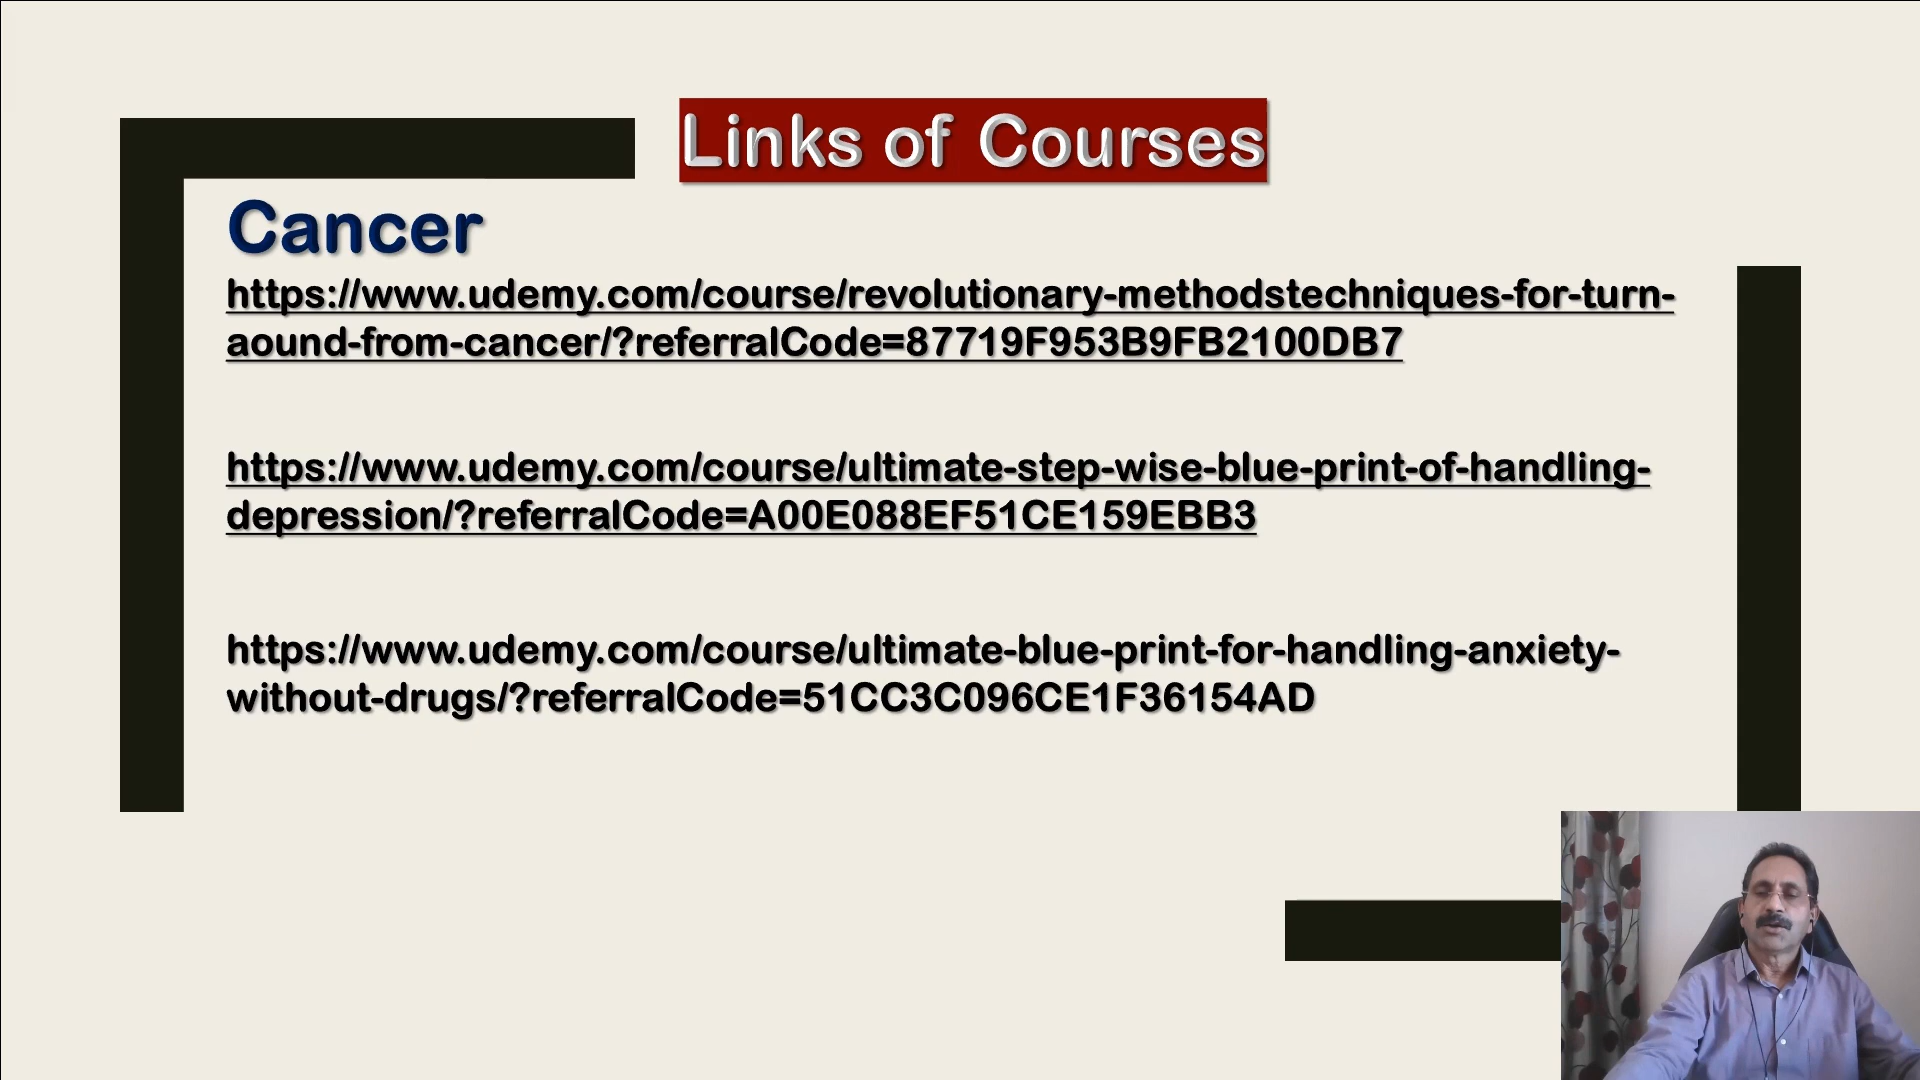 Links of Courses
Cancer
https://www.udemy.com/course/revolutionary-methodstechniques-for-turn-
aound-from-cancer/?referralCode=87719F953B9FB2100DB7
https://www.udemy.com/course/ultimate-step-wise-blue-print-of-handling-
depression/?referralCode=A00E088EF51CE159EBB3
https://www.udemy.com/course/ultimate-blue-print-for-handling-anxiety-
without-drugs/?referralCode=51CC3C096CE1F36154AD